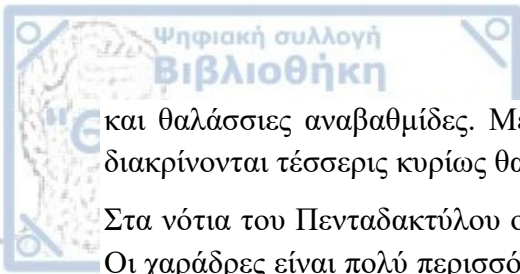 Ψηφιακή συλλογή
Βιβλιοθήκη
και θαλάσσιες αναβαθμίδες. Με
διακρίνονται τέσσερις κυρίως θα
Στα νότια του Πενταδακτύλου ο
Οι χαράδρες είναι πολύ περισσό